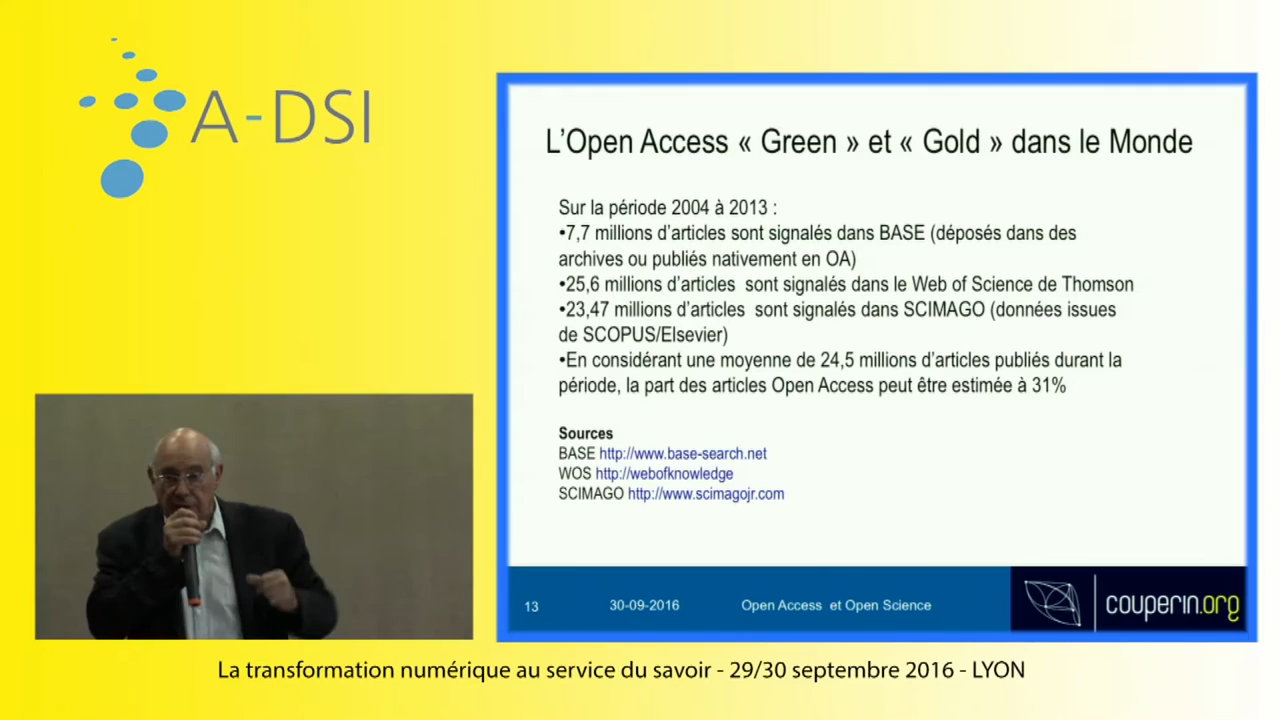 A-DSI
L'Open Access « Green » et « Gold » dans le Monde
Sur la période 2004 à 2013 :
•7,7 millions d'articles sont signalés dans BASE (déposés dans des
archives ou publiés nativement en OA)
•25,6 millions d'articles sont signalés dans le Web of Science de Thomson
•23,47 millions d'articles sont signalés dans SCIMAGO (données issues
de SCOPUS/Elsevier)
•En considérant une moyenne de 24,5 millions d'articles publiés durant la
période, la part des articles Open Access peut être estimée à 31%
Sources
BASE http://www.base-search.net
WOS http://webofknowledge
SCIMAGO http://www.scimagojr.com
13 30-09-2016 Open Access et Open Science couperin.org
La transformation numérique au service du savoir - 29/30 septembre 2016 - LYON